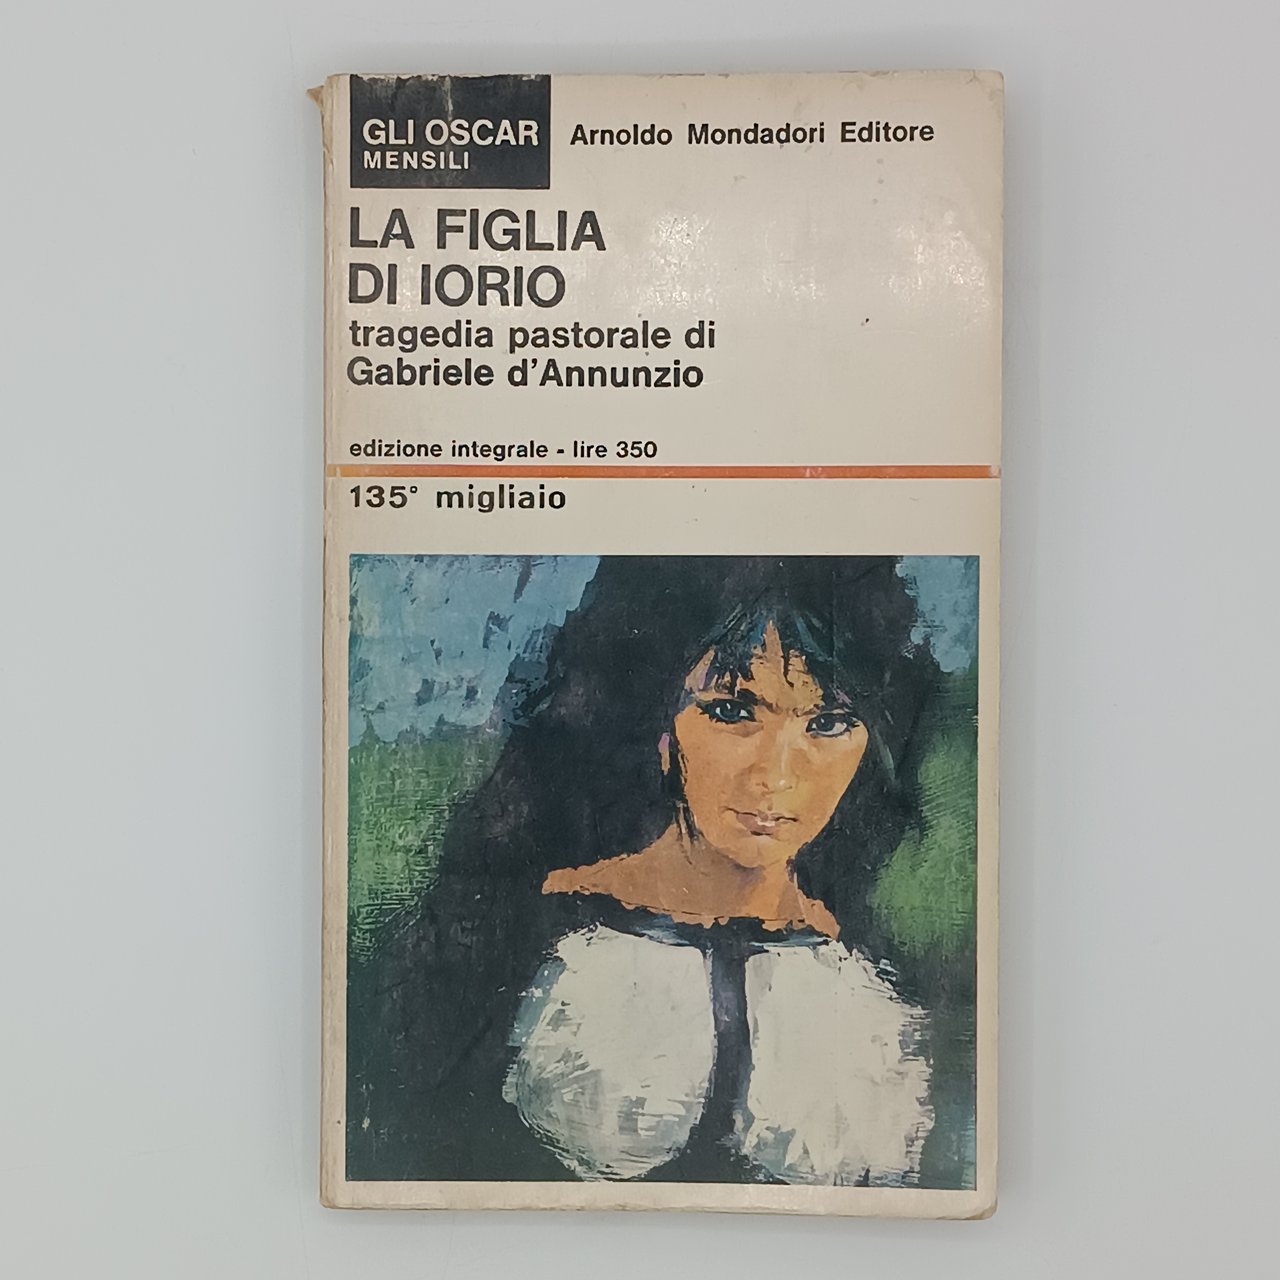 GLI OSCAR
MENSILI
Arnoldo Mondadori Editore
LA FIGLIA
DI IORIO
tragedia pastorale di
Gabriele d'Annunzio
edizione integrale - lire 350
135° migliaio